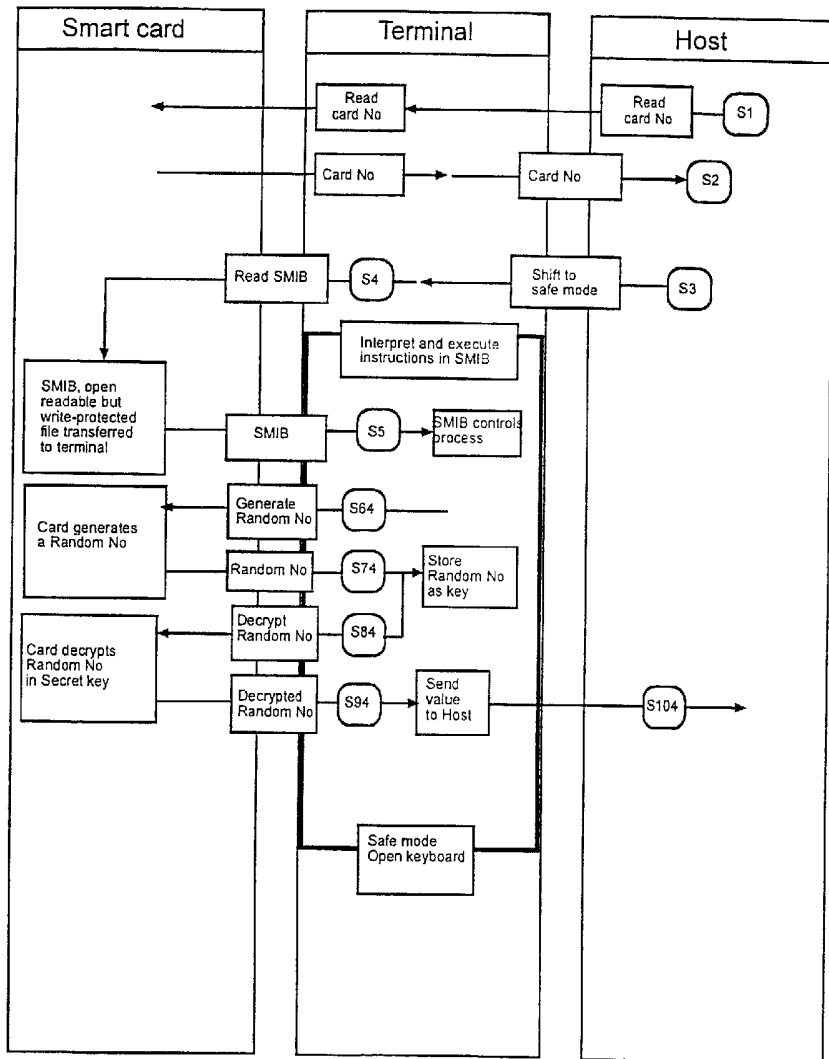 Smart card
Terminal
Host
Read
card No
Read
card No
S1
Card No
Card No
S2
Read SMIB
S4
Shift to
safe mode
S3
Interpret and execute
instructions in SMIB
SMIB, open
readable but
write-protected
file transferred
to terminal
SMIB
S5
SMIB controls
process
Generate
Random No
S64
Card generates
a Random No
Random No
S74
Store
Random No
as key
Decrypt
Random No
S84
Card decrypts
Random No
in Secret key
Decrypted
Random No
S94
Send
value
to Host
S104
Safe mode
Open keyboard